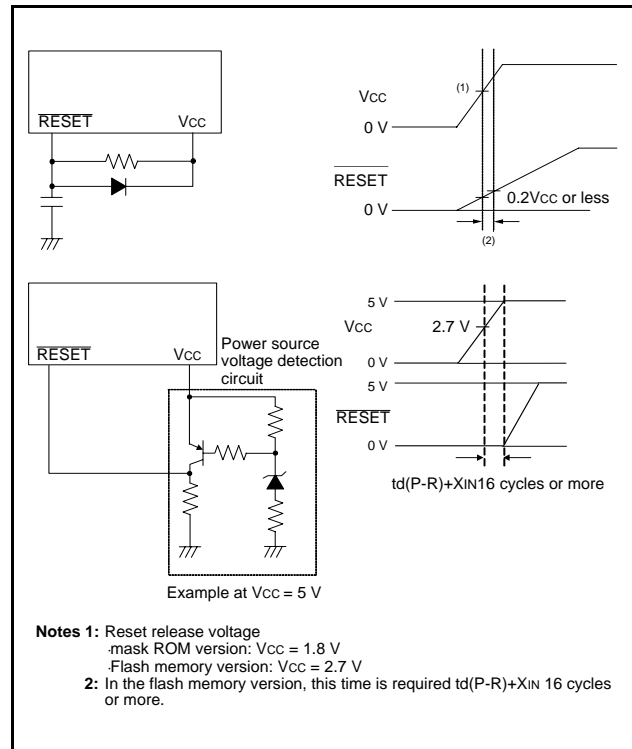 RESET VCC
VCC
(1)
0 V
RESET
0 V
0.2VCC or less
(2)
RESET VCC
Power source
voltage detection
circuit
Example at VCC = 5 V
5 V
VCC
2.7 V
0 V
5 V
RESET
0 V
td(P-R)+XIN16 cycles or more
Notes 1: Reset release voltage
·mask ROM version: VCC = 1.8 V
·Flash memory version: VCC = 2.7 V
2: In the flash memory version, this time is required td(P-R)+XIN 16 cycles
or more.